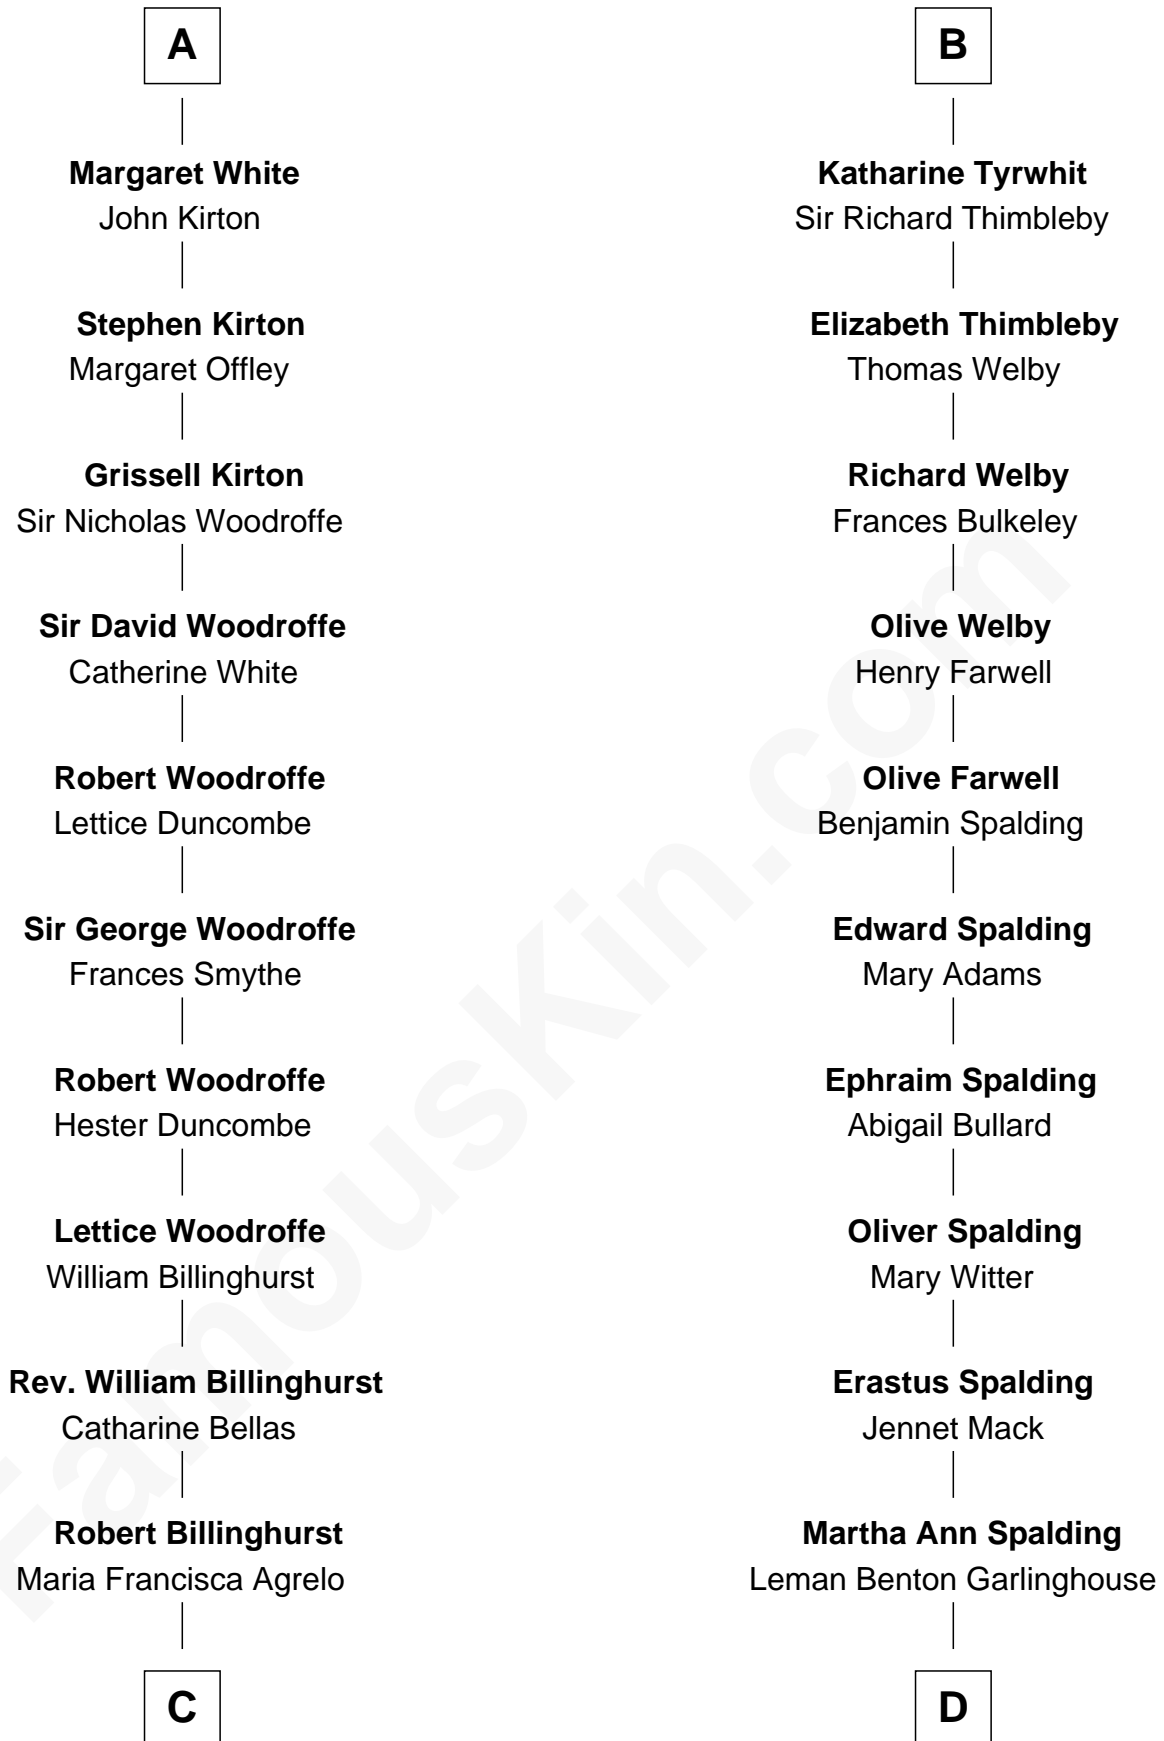 A
Margaret White
John Kirton
Stephen Kirton
Margaret Offley
Grissell Kirton
Sir Nicholas Woodroffe
Sir David Woodroffe
Catherine White
Robert Woodroffe
Lettice Duncombe
Sir George Woodroffe
Frances Smythe
Robert Woodroffe
Hester Duncombe
Lettice Woodroffe
William Billinghurst
Rev. William Billinghurst
Catharine Bellas
Robert Billinghurst
Maria Francisca Agrelo
C
B
Katharine Tyrwhit
Sir Richard Thimbleby
Elizabeth Thimbleby
Thomas Welby
Richard Welby
Frances Bulkeley
Olive Welby
Henry Farwell
Olive Farwell
Benjamin Spalding
Edward Spalding
Mary Adams
Ephraim Spalding
Abigail Bullard
Oliver Spalding
Mary Witter
Erastus Spalding
Jennet Mack
Martha Ann Spalding
Leman Benton Garlinghouse
D
FamousKin.com